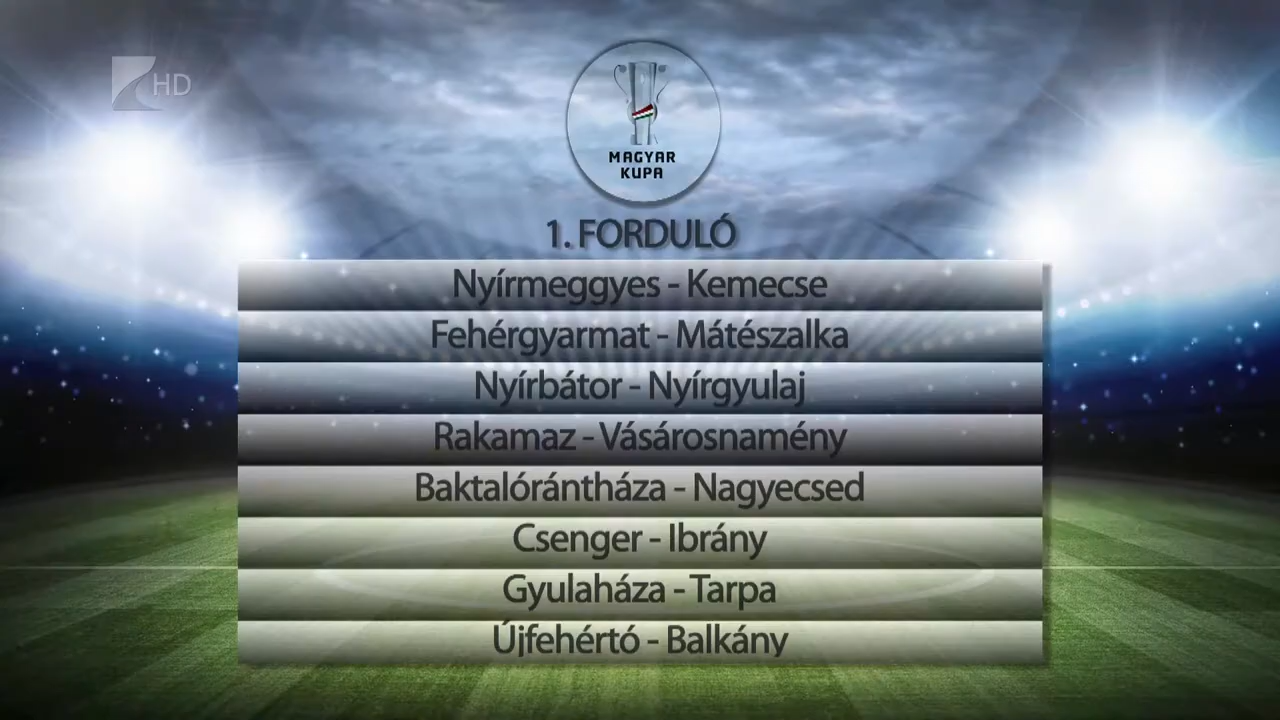 HD
MAGYAR
KUPA
1. FORDULÓ
Nyírmeggyes - Kemecse
Fehérgyarmat - Mátészalka
Nyírbátor - Nyírgyulaj
Rakamaz - Vásárosnamény
Baktalórántháza - Nagyecsed
Csenger - Ibrány
Gyulaháza - Tarpa
Újfehértó - Balkány